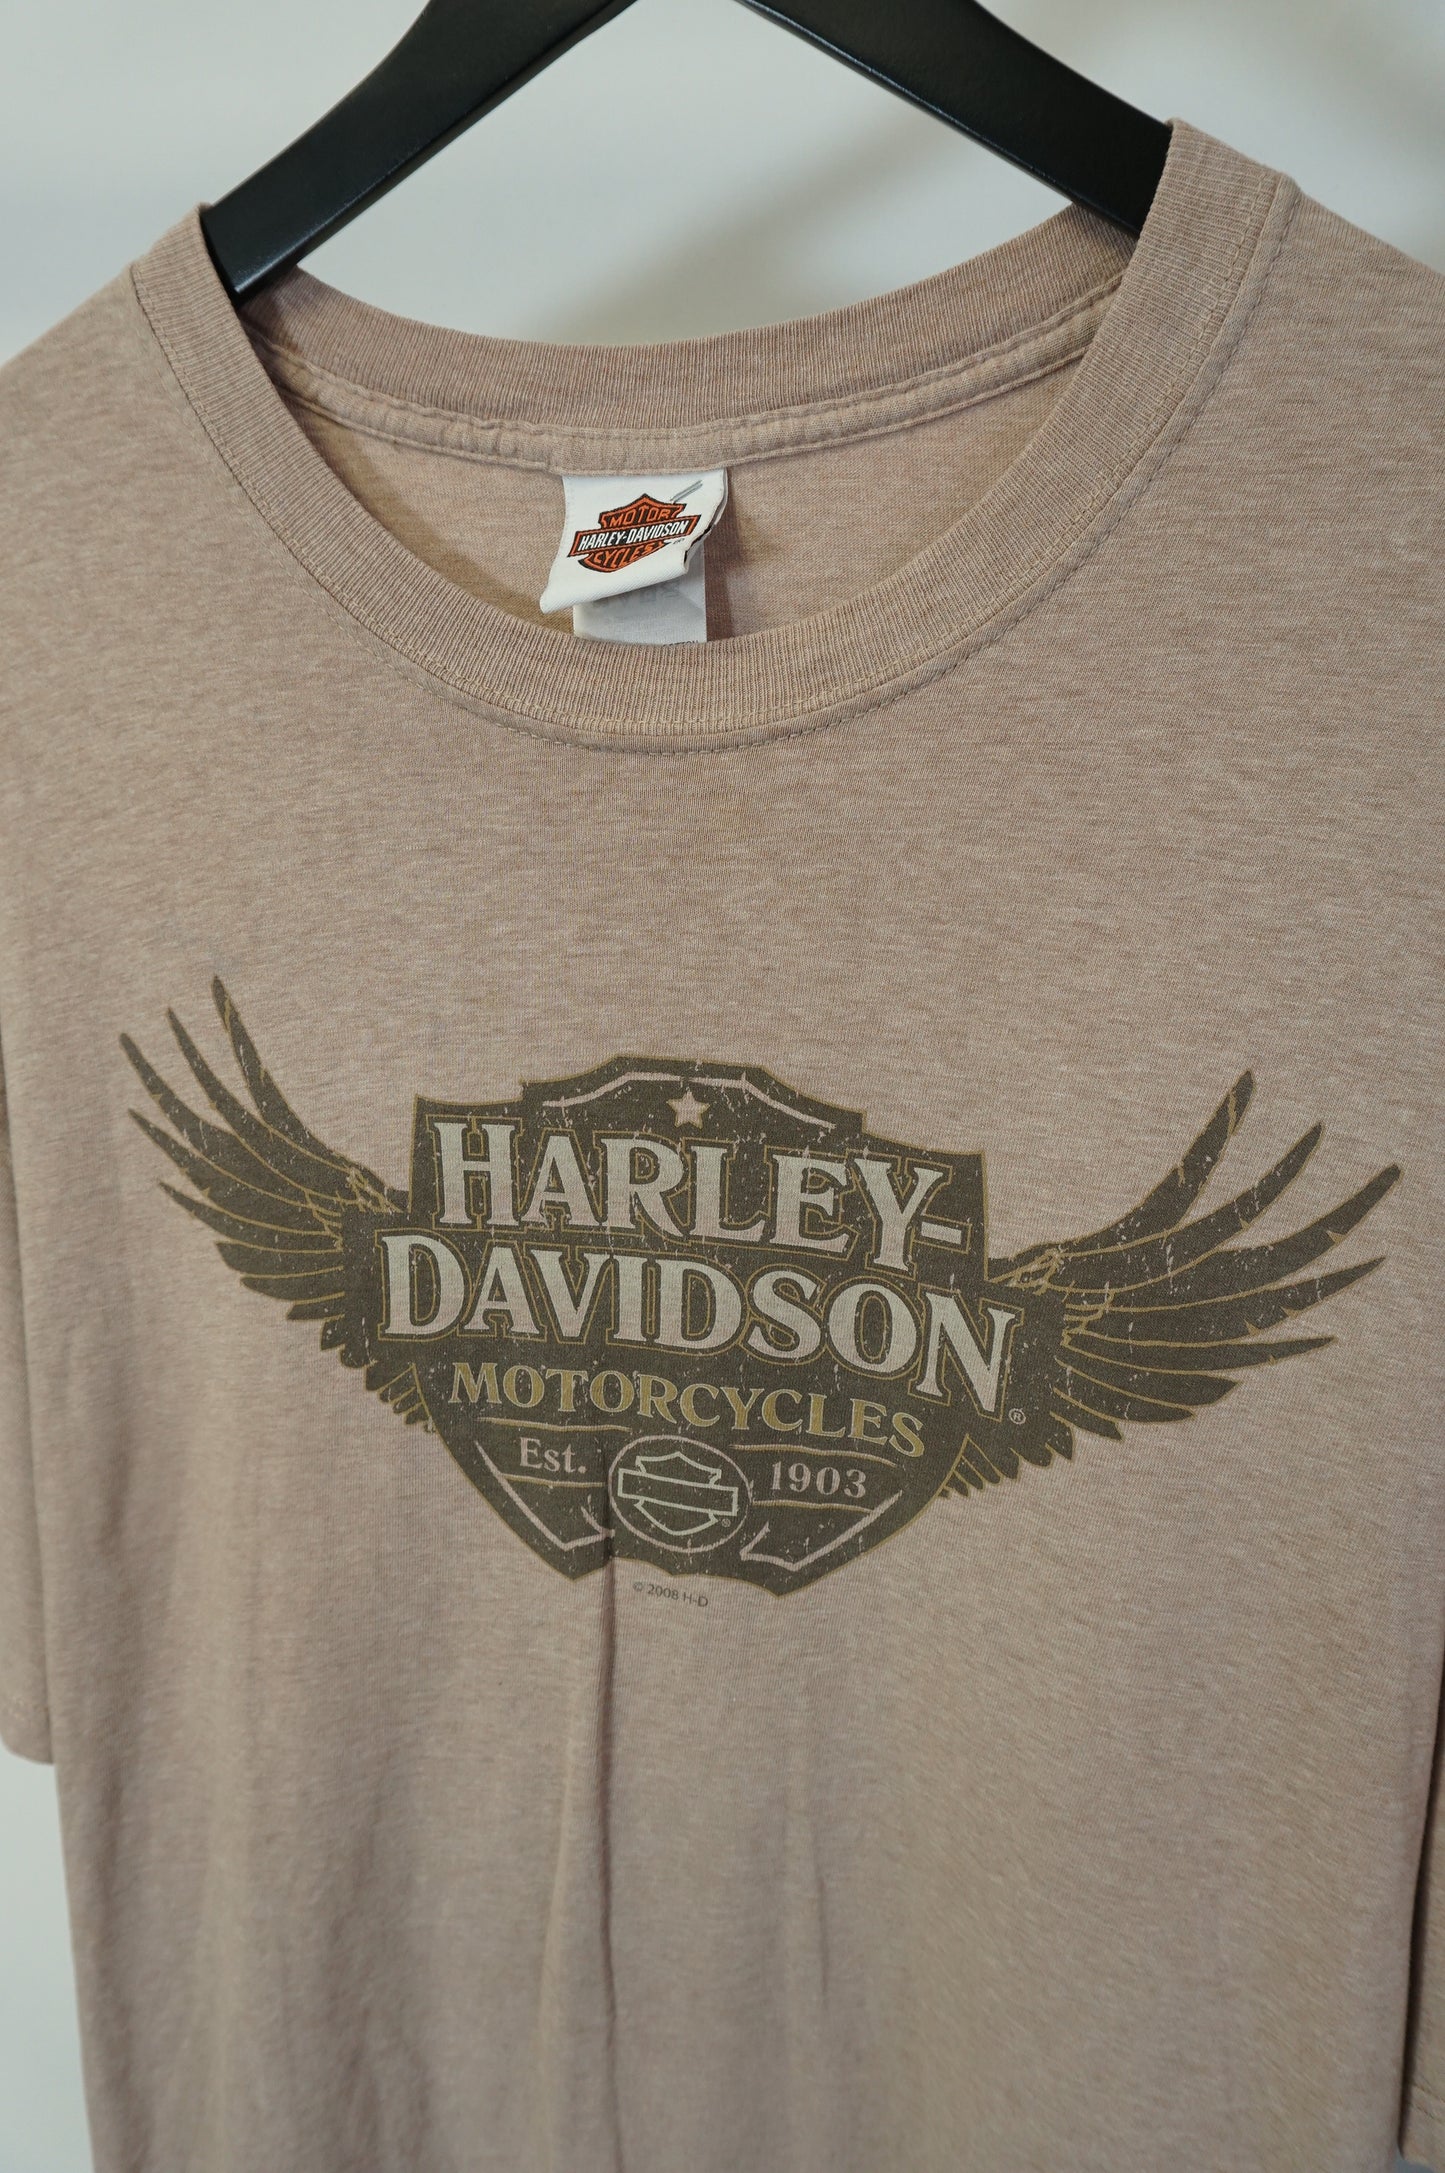 MOTOR
HARLEY-DAVIDSON
CYCLES
HARLEY-
DAVIDSON
®
MOTORCYCLES
Est. 1903
®
© 2008 H-D